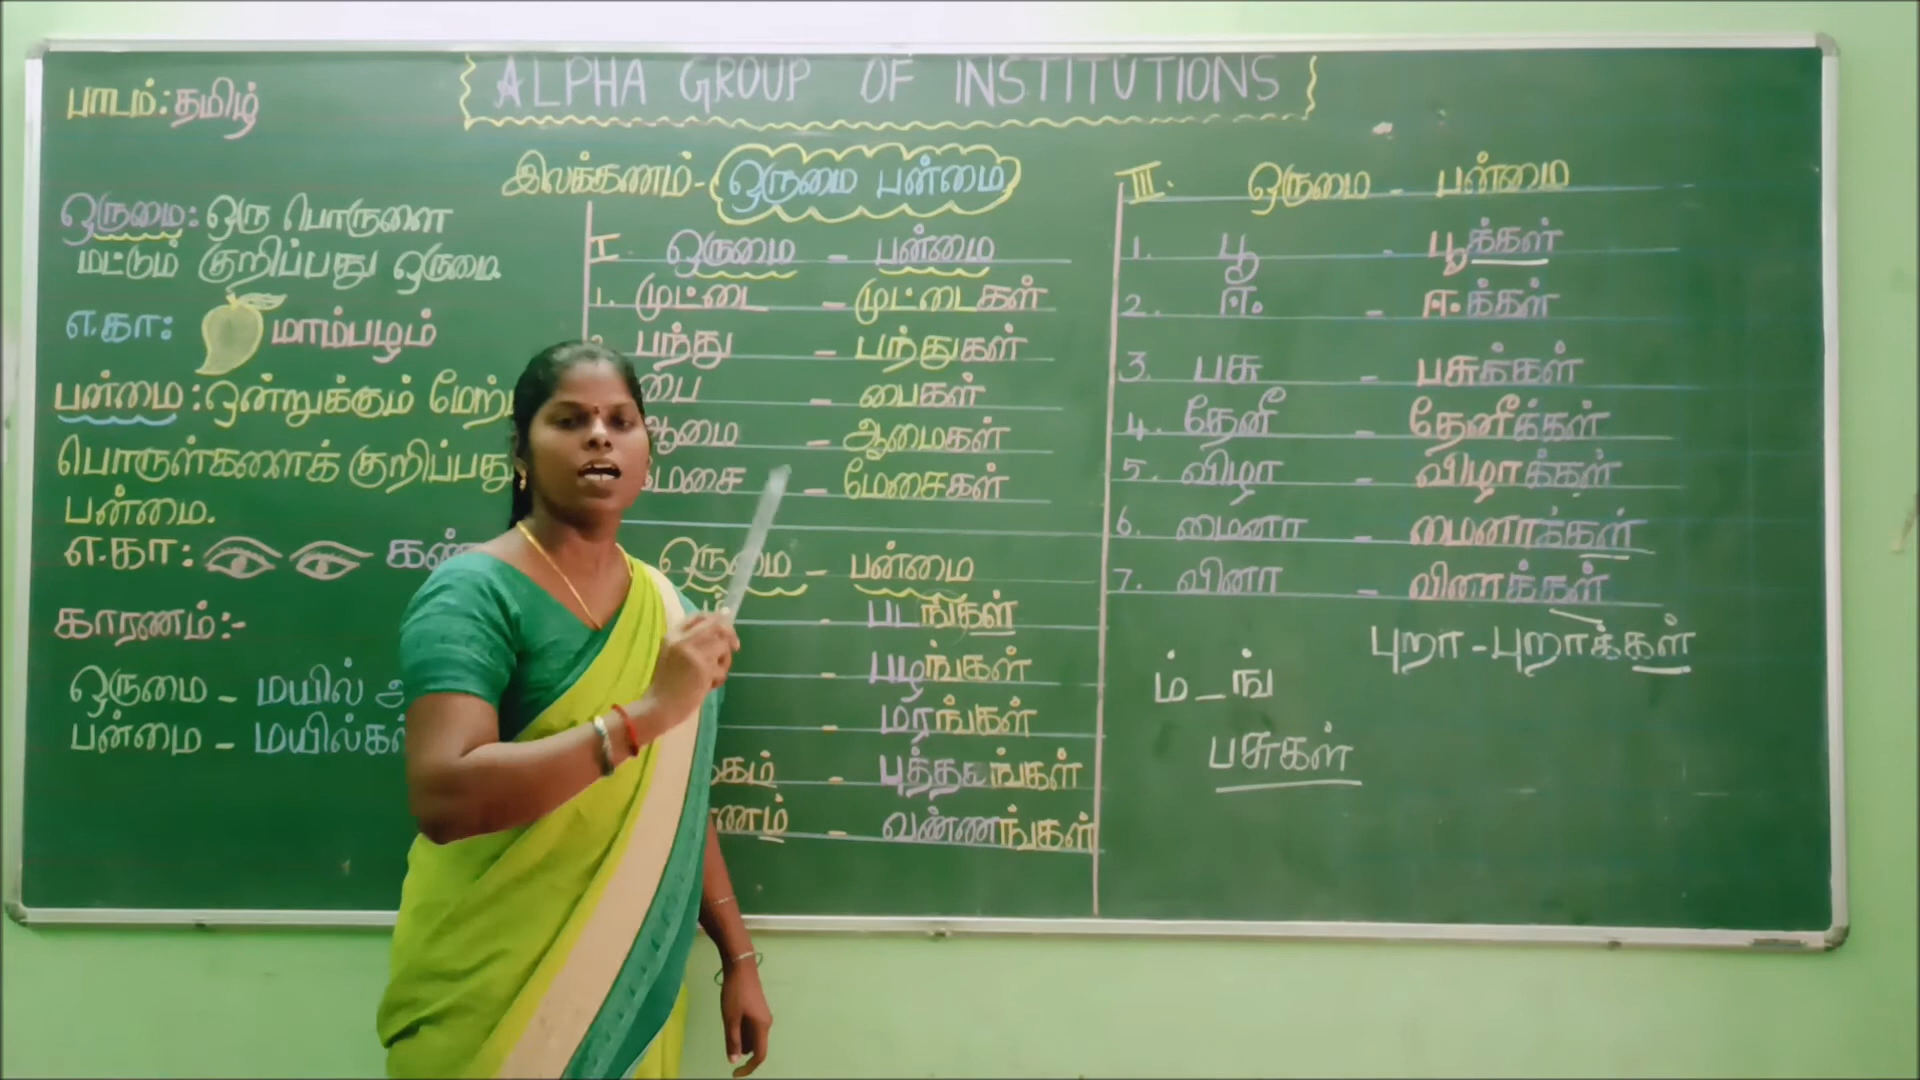 ALPHA GROUP OF INSTITUTIONS
பாடம்: தமிழ்
இலக்கணம் - ஒருமை பன்மை
ஒருமை: ஒரு பொருளை
மட்டும் குறிப்பது ஒருமை.
எ.கா: மாம்பழம்
பன்மை: ஒன்றுக்கும்
பொருள்களைக் குறிப்பது
பன்மை.
எ.கா:
காரணம்:-
ஒருமை - மயில்
பன்மை - மயில்கள்
I. ஒருமை - பன்மை
1. முட்டை - முட்டைகள்
பந்து - பந்துகள்
பை - பைகள்
ஆமை - ஆமைகள்
மேசை - மேசைகள்
ஒருமை - பன்மை
- படங்கள்
- பழங்கள்
- மரங்கள்
- புத்தகங்கள்
- வண்ணங்கள்
III. ஒருமை - பன்மை
1. பூ - பூக்கள்
2. ஈ - ஈக்கள்
3. பசு - பசுக்கள்
4. தேனீ - தேனீக்கள்
5. விழா - விழாக்கள்
6. மைனா - மைனாக்கள்
7. வினா - வினாக்கள்
புறா - புறாக்கள்
ம் - ங்
பசுகள்